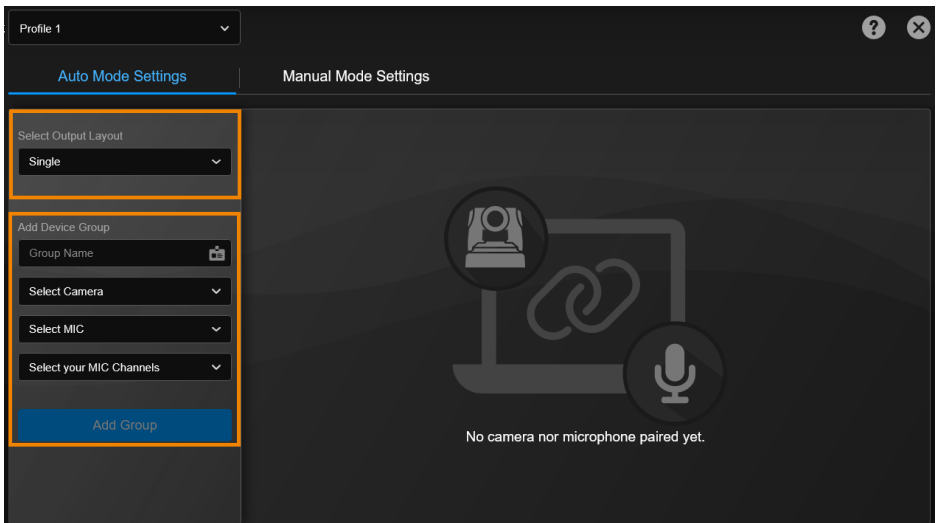 Profile 1
?
Auto Mode Settings
Manual Mode Settings
Select Output Layout
Single
Add Device Group
Group Name
Select Camera
Select MIC
Select your MIC Channels
Add Group
No camera nor microphone paired yet.